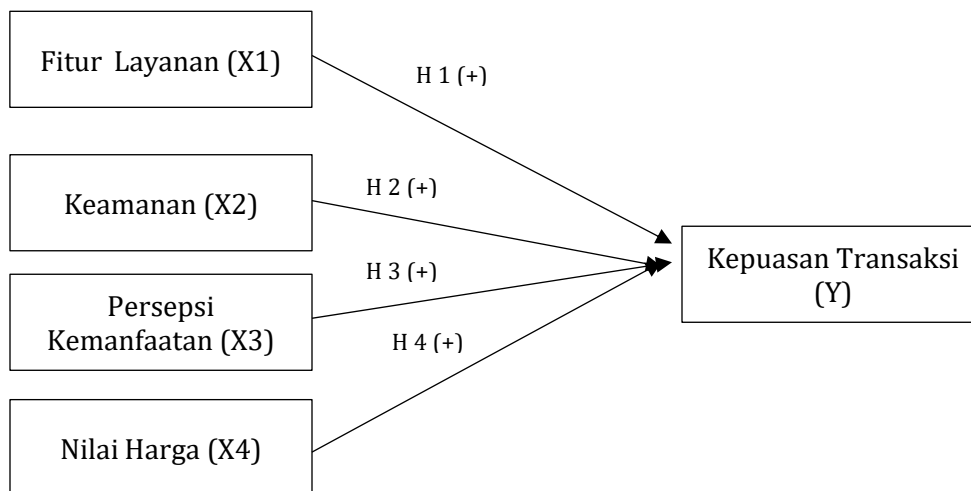 Fitur Layanan (X1)
H 1 (+)
Keamanan (X2)
H 2 (+)
Persepsi
Kemanfaatan (X3)
H 3 (+)
Nilai Harga (X4)
H 4 (+)
Kepuasan Transaksi
(Y)